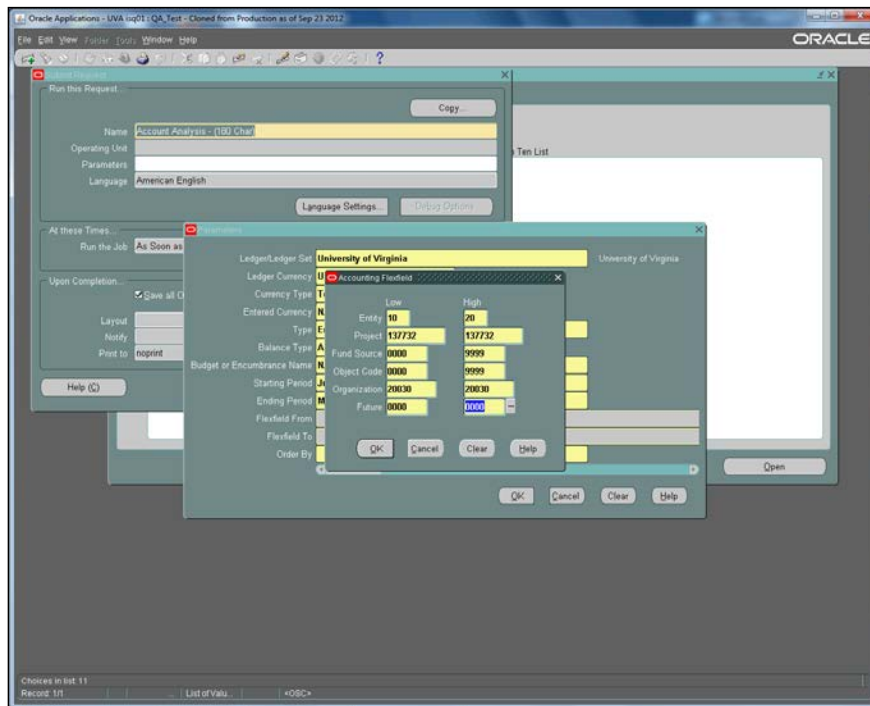 Oracle Applications - UVA isq01 : QA_Test - Cloned from Production as of Sep 23 2012
File Edit View Folder Tools Window Help
ORACLE
Submit Request
Run this Request...
Copy...
Name Account Analysis - (180 Char)
Operating Unit
Parameters
Language American English
Language Settings... Debug Options
Ten List
At these Times...
Run the Job As Soon as
Upon Completion...
Save all O
Layout
Notify
Print to noprint
Help (C)
Parameters
Ledger/Ledger Set University of Virginia University of Virginia
Ledger Currency U
Currency Type T
Entered Currency N
Type E
Balance Type A
Budget or Encumbrance Name N
Starting Period J
Ending Period M
Flexfield From
Flexfield To
Order By
OK Cancel Clear Help
Accounting Flexfield
Low High
Entity 10 20
Project 137732 137732
Fund Source 0000 9999
Object Code 0000 9999
Organization 20030 20030
Future 0000 0000
OK Cancel Clear Help
Open
Choices in list: 11
Record: 1/1 ... List of Valu... <OSC>